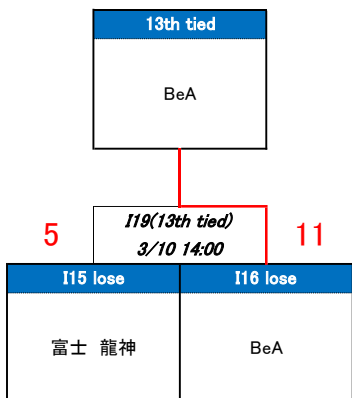 13th tied
BeA
I19(13th tied)
3/10 14:00
5
11
I15 lose
I16 lose
富士　龍神
BeA